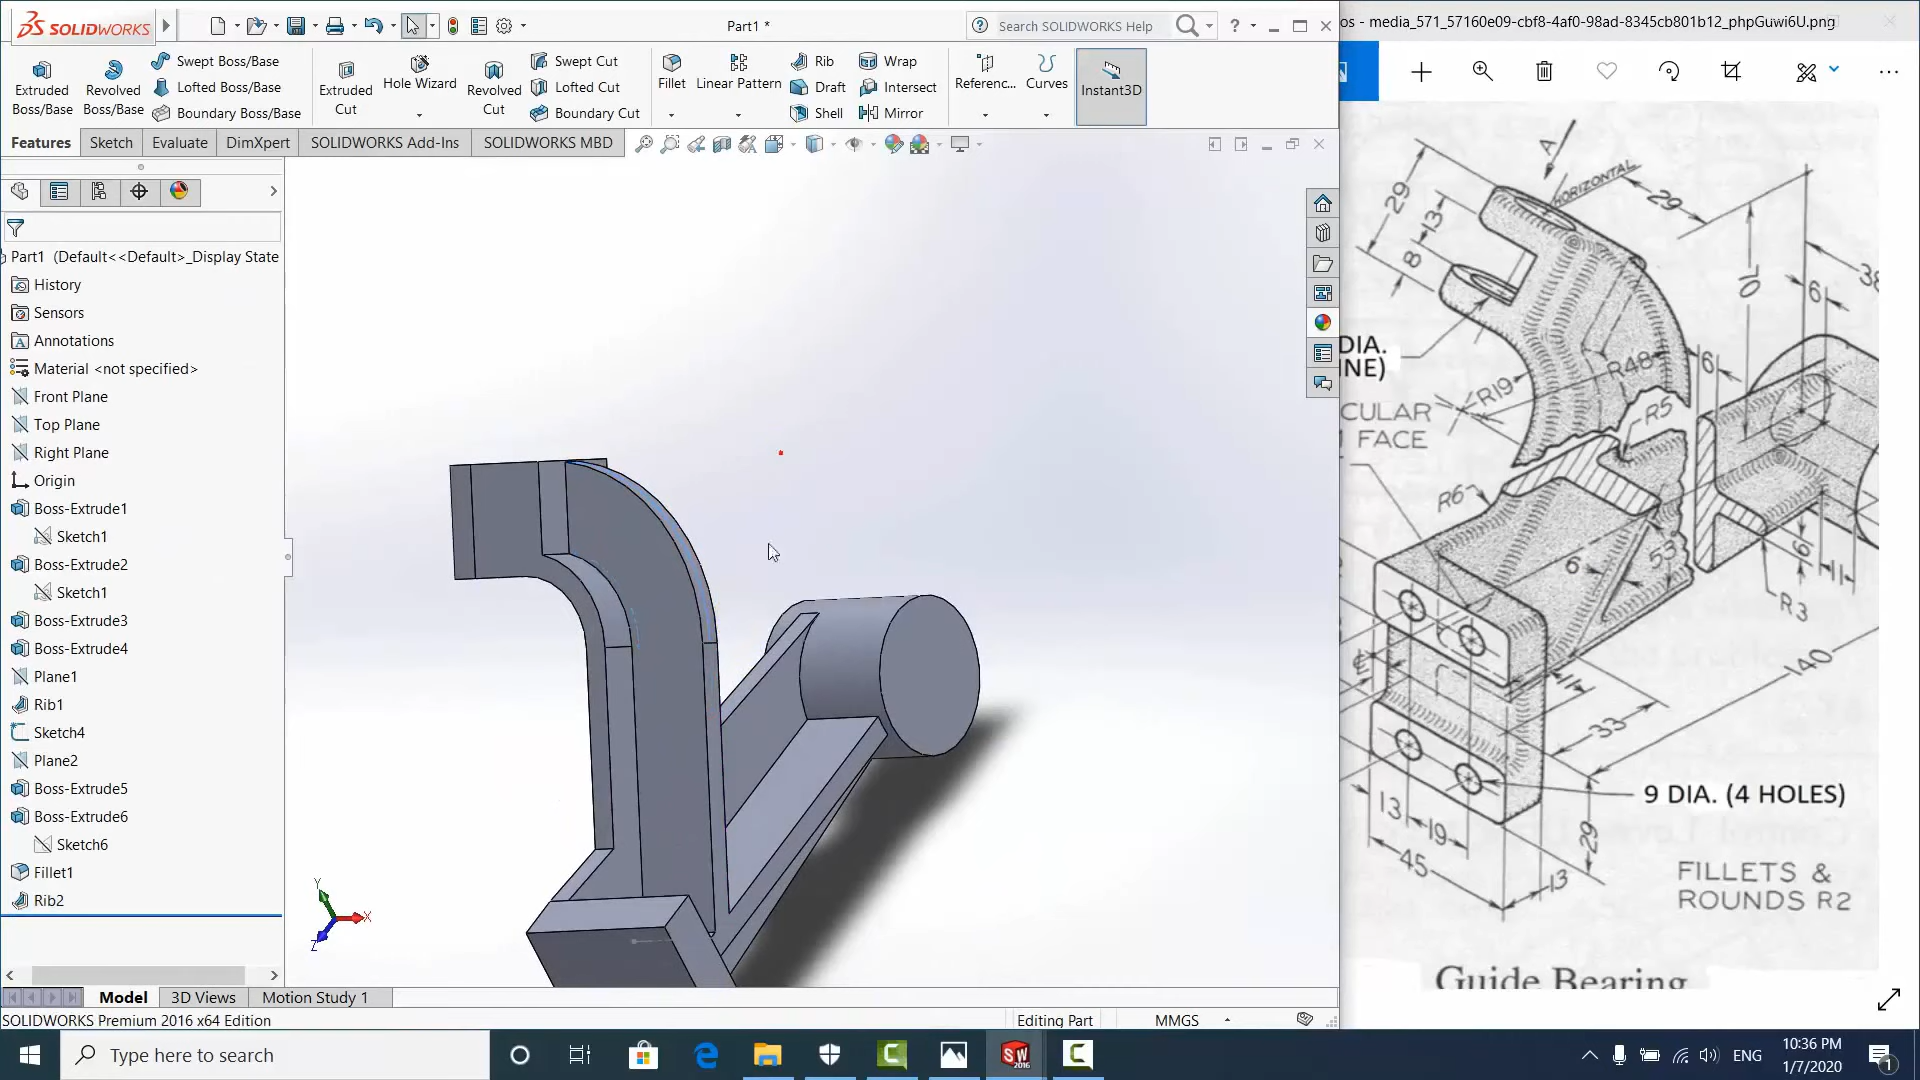 SOLIDWORKS
Part1 *
Search SOLIDWORKS Help
os - media_571_57160e09-cbf8-4af0-98ad-8345cb801b12_phpGuwi6U.png
Extruded Boss/Base
Revolved Boss/Base
Swept Boss/Base
Lofted Boss/Base
Boundary Boss/Base
Extruded Cut
Hole Wizard
Revolved Cut
Swept Cut
Lofted Cut
Boundary Cut
Fillet
Linear Pattern
Rib
Draft
Shell
Wrap
Intersect
Mirror
Referenc...
Curves
Instant3D
Features
Sketch
Evaluate
DimXpert
SOLIDWORKS Add-Ins
SOLIDWORKS MBD
Part1 (Default<<Default>_Display State
History
Sensors
Annotations
Material <not specified>
Front Plane
Top Plane
Right Plane
Origin
Boss-Extrude1
Sketch1
Boss-Extrude2
Sketch1
Boss-Extrude3
Boss-Extrude4
Plane1
Rib1
Sketch4
Plane2
Boss-Extrude5
Boss-Extrude6
Sketch6
Fillet1
Rib2
Y
X
Z
A
HORIZONTAL
29
29
13
8
70
6
38
DIA.
INE)
R19
R48
6
CULAR
FACE
R5
R6
6
53°
6
11
R3
140
11
33
9 DIA. (4 HOLES)
13
19
45
29
13
FILLETS &
ROUNDS R2
Guide Bearing
Model
3D Views
Motion Study 1
SOLIDWORKS Premium 2016 x64 Edition
Editing Part
MMGS
Type here to search
SW
2016
ENG
10:36 PM
1/7/2020
1